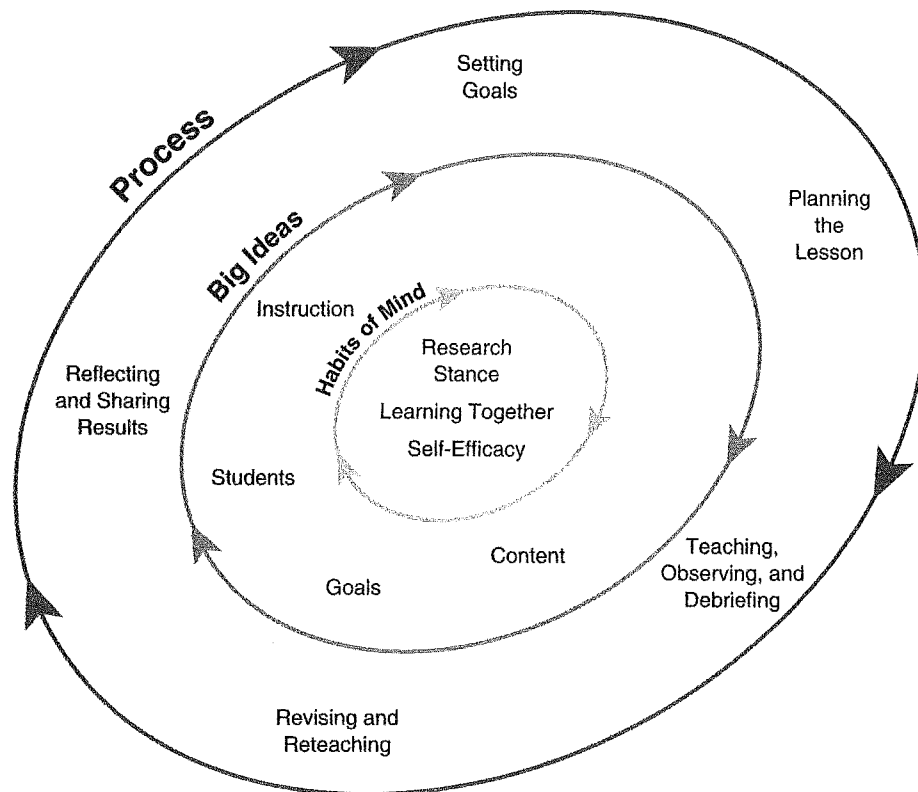 Process
Setting
Goals
Planning
the
Lesson
Teaching,
Observing, and
Debriefing
Revising and
Reteaching
Reflecting
and Sharing
Results
Big Ideas
Instruction
Students
Goals
Content
Habits of Mind
Research
Stance
Learning Together
Self-Efficacy